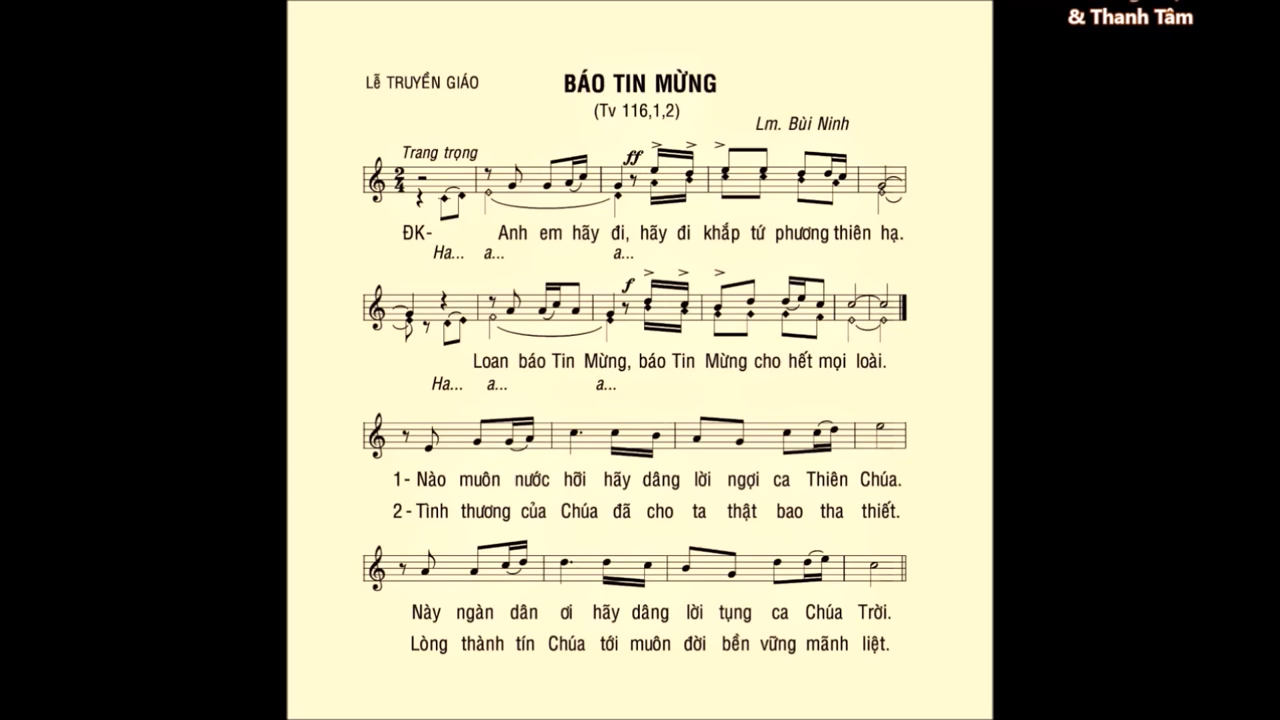 & Thanh Tâm
Lễ TRUYỀN GIÁO
BÁO TIN MỪNG
(Tv 116,1,2)
Lm. Bùi Ninh
Trang trọng
ff
ĐK- Anh em hãy đi, hãy đi khắp tứ phương thiên hạ.
Ha... a... a...
f
Loan báo Tin Mừng, báo Tin Mừng cho hết mọi loài.
Ha... a... a...
1- Nào muôn nước hỡi hãy dâng lời ngợi ca Thiên Chúa.
2- Tình thương của Chúa đã cho ta thật bao tha thiết.
Này ngàn dân ơi hãy dâng lời tụng ca Chúa Trời.
Lòng thành tín Chúa tới muôn đời bền vững mãnh liệt.